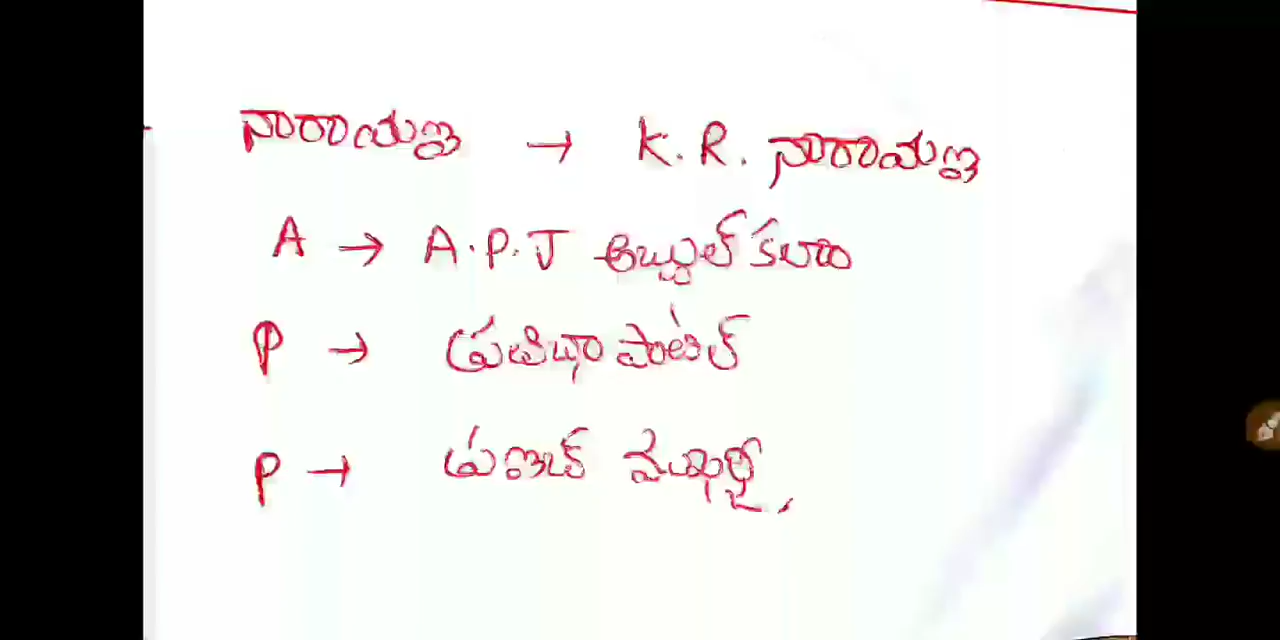 నారాయణ → K. R. నారాయణ
A → A.P.J అబ్దుల్ కలాం
P → ప్రతిభా పాటిల్
P → ప్రణబ్ ముఖర్జీ